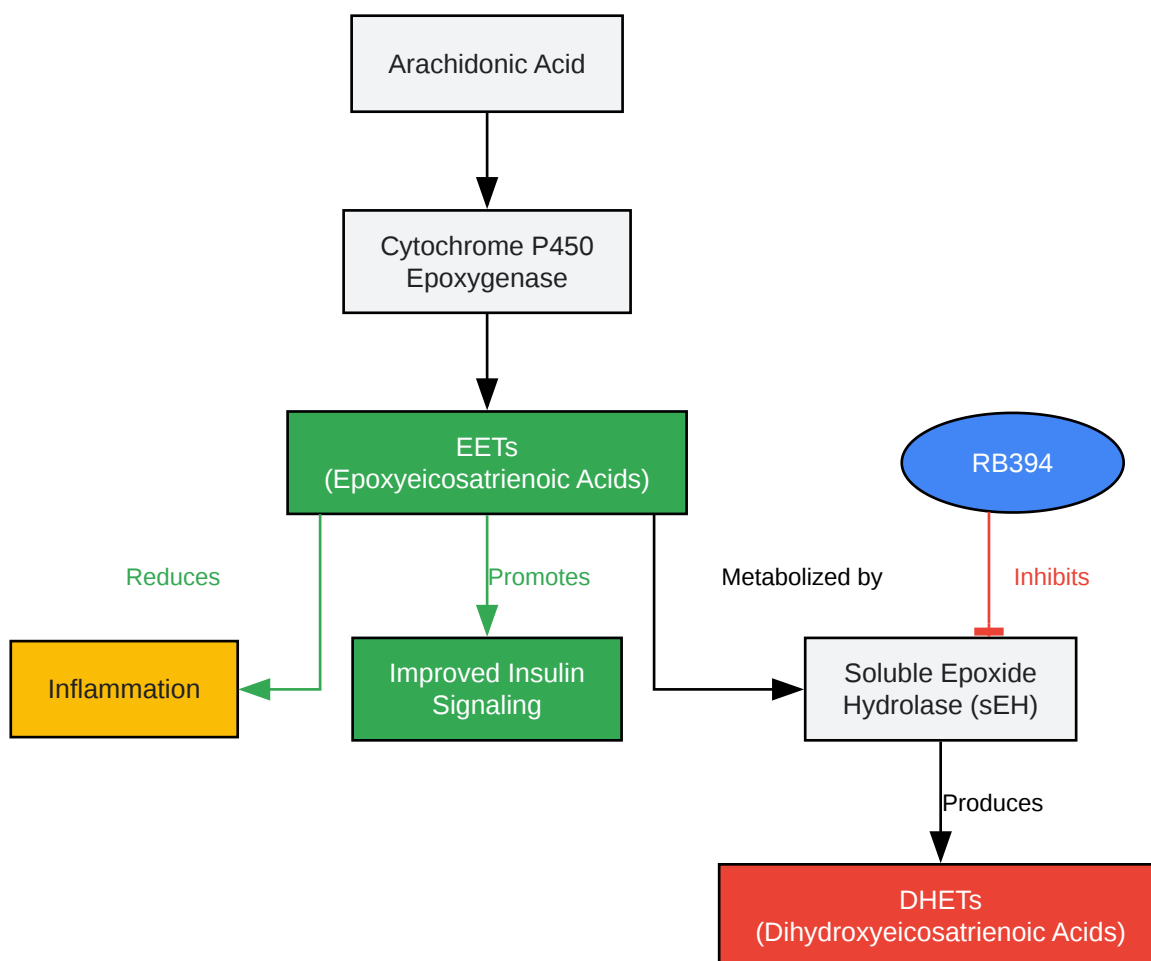 Arachidonic Acid
Cytochrome P450
Epoxygenase
EETs
(Epoxyeicosatrienoic Acids)
RB394
Reduces
Promotes
Metabolized by
Inhibits
Inflammation
Improved Insulin
Signaling
Soluble Epoxide
Hydrolase (sEH)
Produces
DHETs
(Dihydroxyeicosatrienoic Acids)